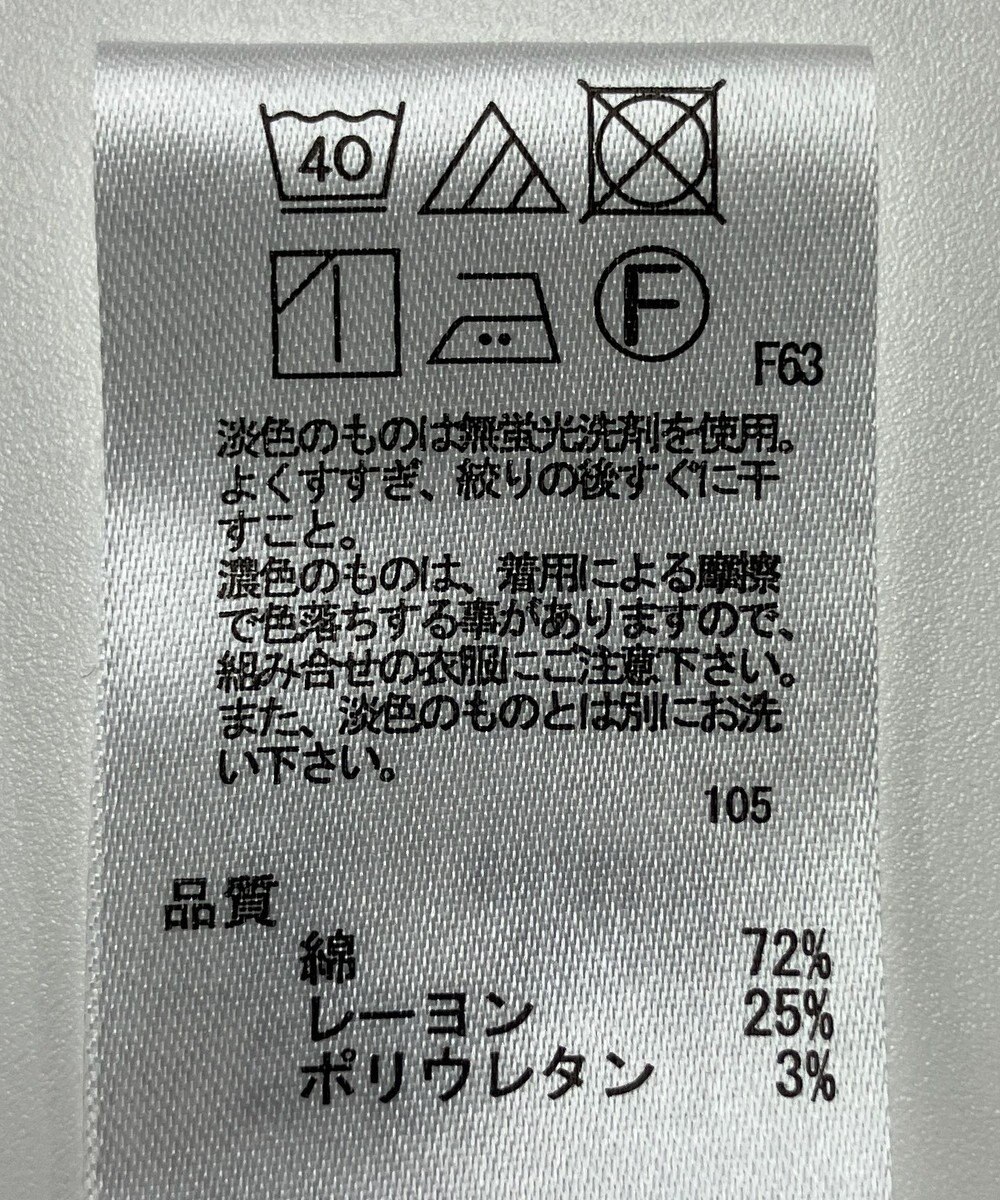 40
F
F63
淡色のものは無蛍光洗剤を使用。
よくすすぎ、絞りの後すぐに干
すこと。
濃色のものは、着用による摩擦
で色落ちする事がありますので、
組み合せの衣服にご注意下さい。
また、淡色のものとは別にお洗
い下さい。
105
品質
綿 72%
レーヨン 25%
ポリウレタン 3%